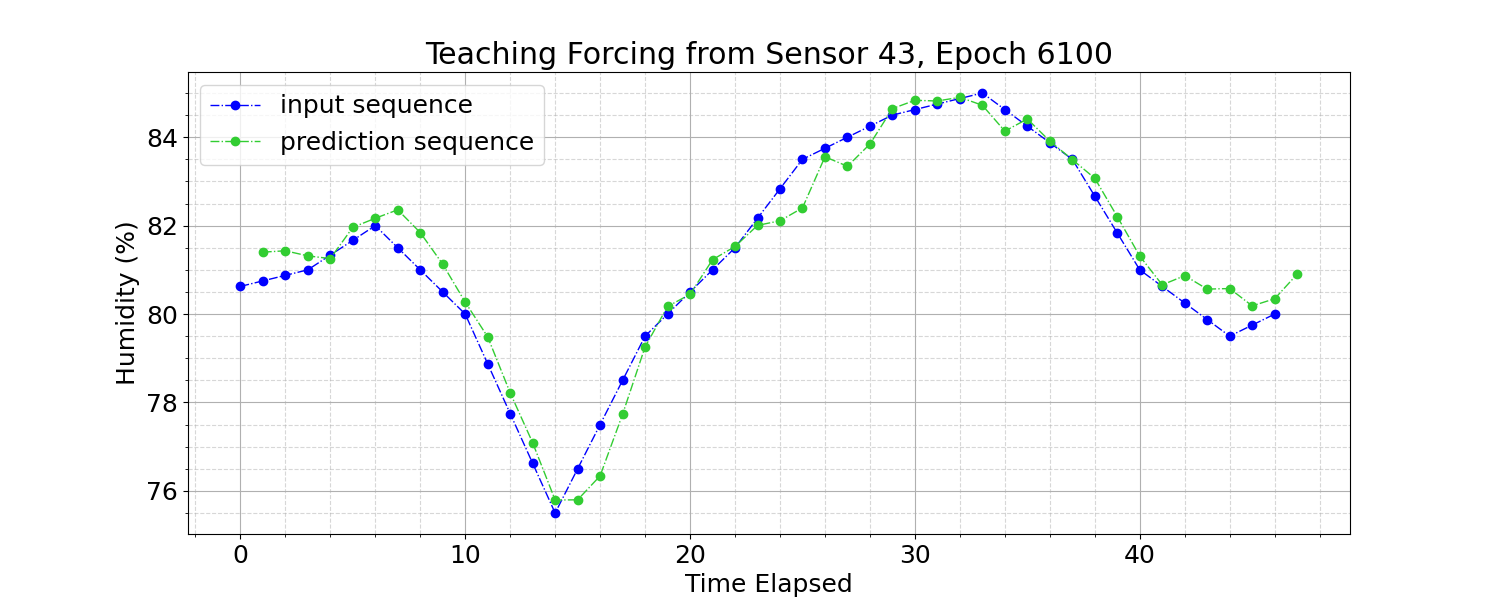 Teaching Forcing from Sensor 43, Epoch 6100
input sequence
prediction sequence
Humidity (%)
84
82
80
78
76
0 10 20 30 40
Time Elapsed